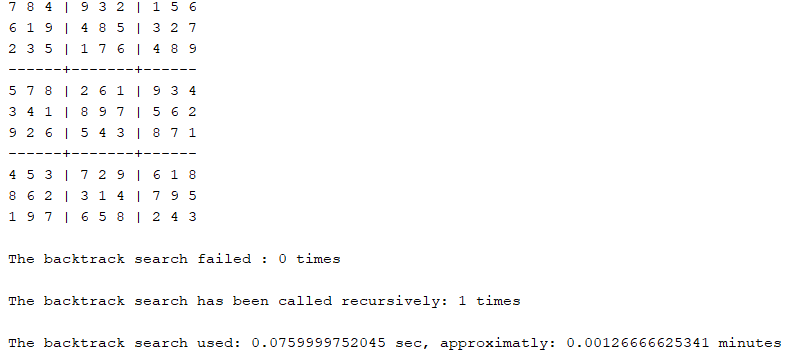 7 8 4 | 9 3 2 | 1 5 6
6 1 9 | 4 8 5 | 3 2 7
2 3 5 | 1 7 6 | 4 8 9
------+-------+------
5 7 8 | 2 6 1 | 9 3 4
3 4 1 | 8 9 7 | 5 6 2
9 2 6 | 5 4 3 | 8 7 1
------+-------+------
4 5 3 | 7 2 9 | 6 1 8
8 6 2 | 3 1 4 | 7 9 5
1 9 7 | 6 5 8 | 2 4 3
The backtrack search failed : 0 times
The backtrack search has been called recursively: 1 times
The backtrack search used: 0.0759999752045 sec, approximatly: 0.00126666625341 minutes